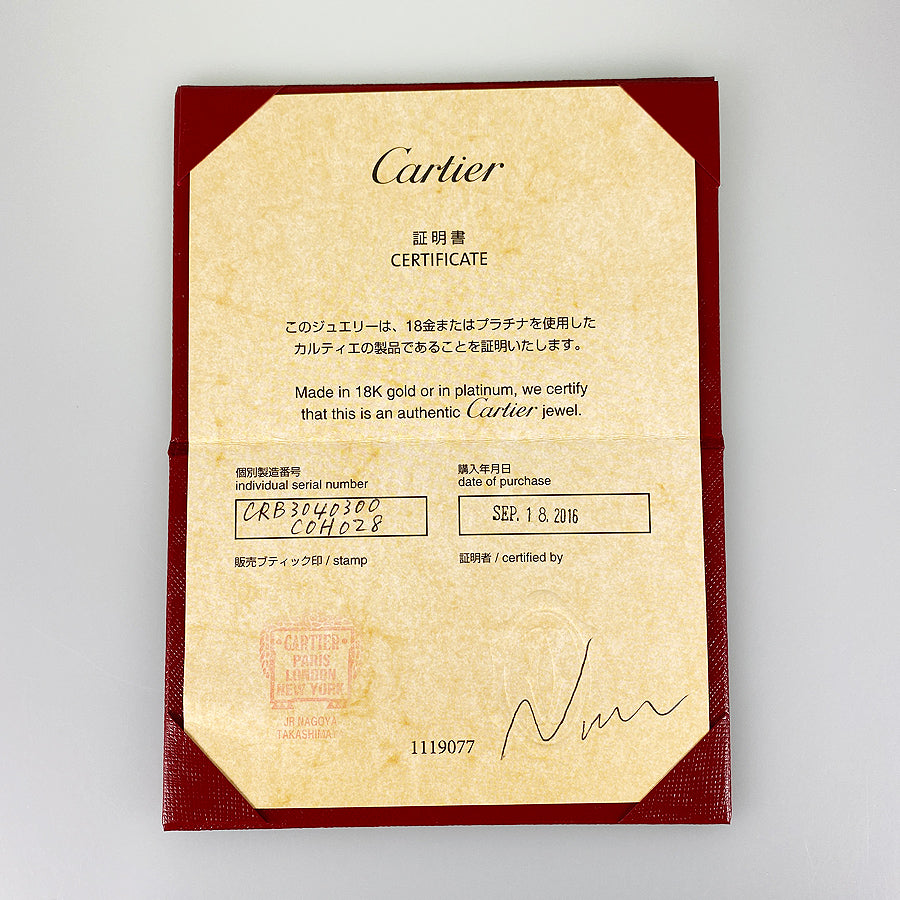 Cartier
証明書
CERTIFICATE
このジュエリーは、18金またはプラチナを使用した
カルティエの製品であることを証明いたします。
Made in 18K gold or in platinum, we certify
that this is an authentic Cartier jewel.
個別製造番号
individual serial number
CRB3040300
COH028
購入年月日
date of purchase
SEP. 18. 2016
販売ブティック印 / stamp
証明者 / certified by
CARTIER
PARIS
LONDON
NEW YORK
JR NAGOYA
TAKASHIMAY
1119077